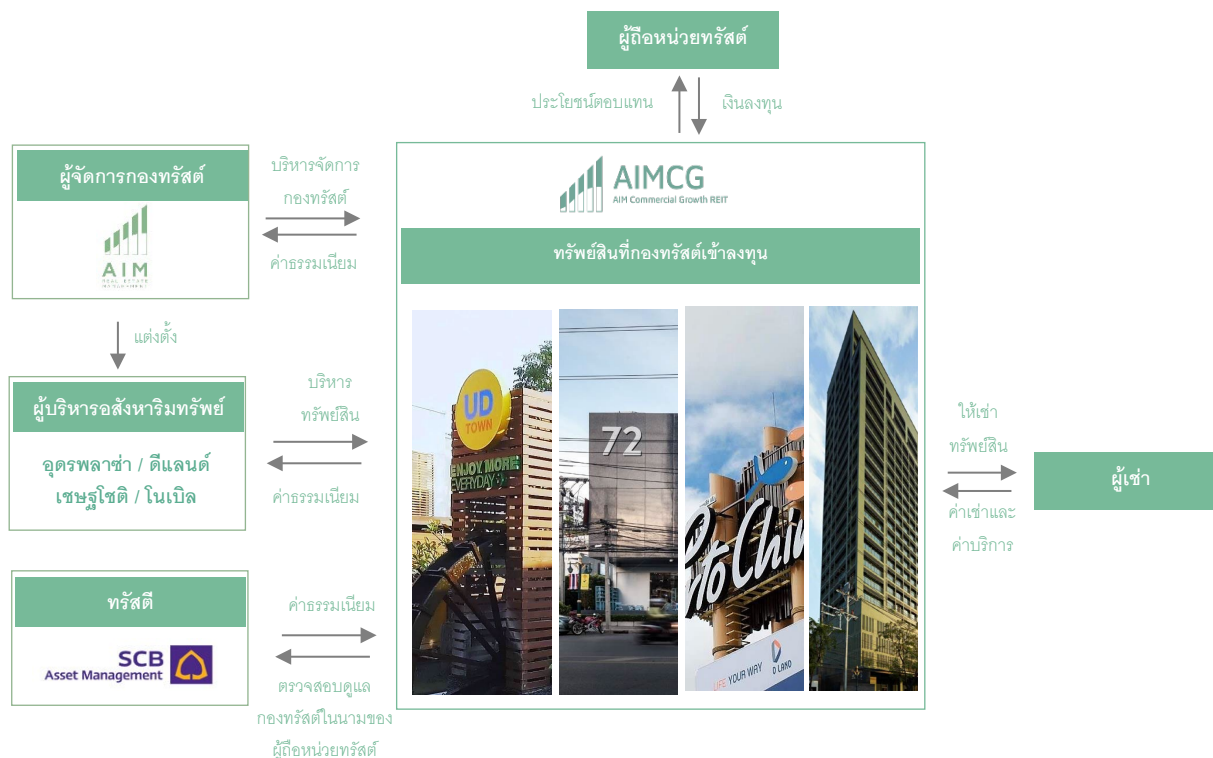 ผู้ถือหน่วยทรัสต์
ประโยชน์ตอบแทน
เงินลงทุน
ผู้จัดการกองทรัสต์
AIM
REAL ESTATE
MANAGEMENT
บริหารจัดการ
กองทรัสต์
ค่าธรรมเนียม
AIMCG
AIM Commercial Growth REIT
ทรัพย์สินที่กองทรัสต์เข้าลงทุน
แต่งตั้ง
ผู้บริหารอสังหาริมทรัพย์
อุดรพลาซ่า / ดีแลนด์
เชษฐโชติ / โนเบิล
บริหาร
ทรัพย์สิน
ค่าธรรมเนียม
UD
TOWN
ENJOY MORE
EVERYDAY
72
rto Chin
LIFE YOUR WAY
D LAND
ให้เช่า
ทรัพย์สิน
ค่าเช่าและ
ค่าบริการ
ผู้เช่า
ทรัสตี
SCB
Asset Management
ค่าธรรมเนียม
ตรวจสอบดูแล
กองทรัสต์ในนามของ
ผู้ถือหน่วยทรัสต์